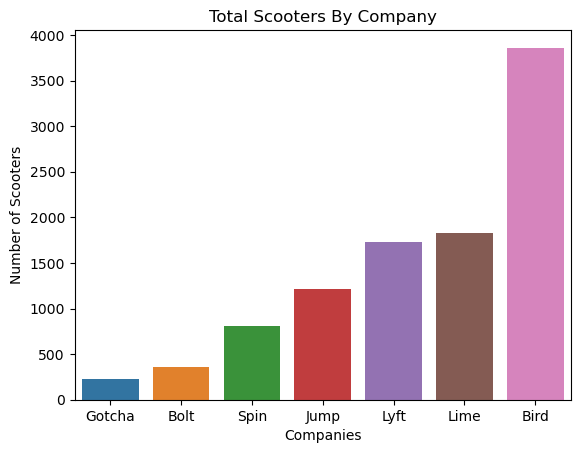 Total Scooters By Company
4000
3500
3000
2500
2000
1500
1000
500
0
Number of Scooters
Gotcha Bolt Spin Jump Lyft Lime Bird
Companies